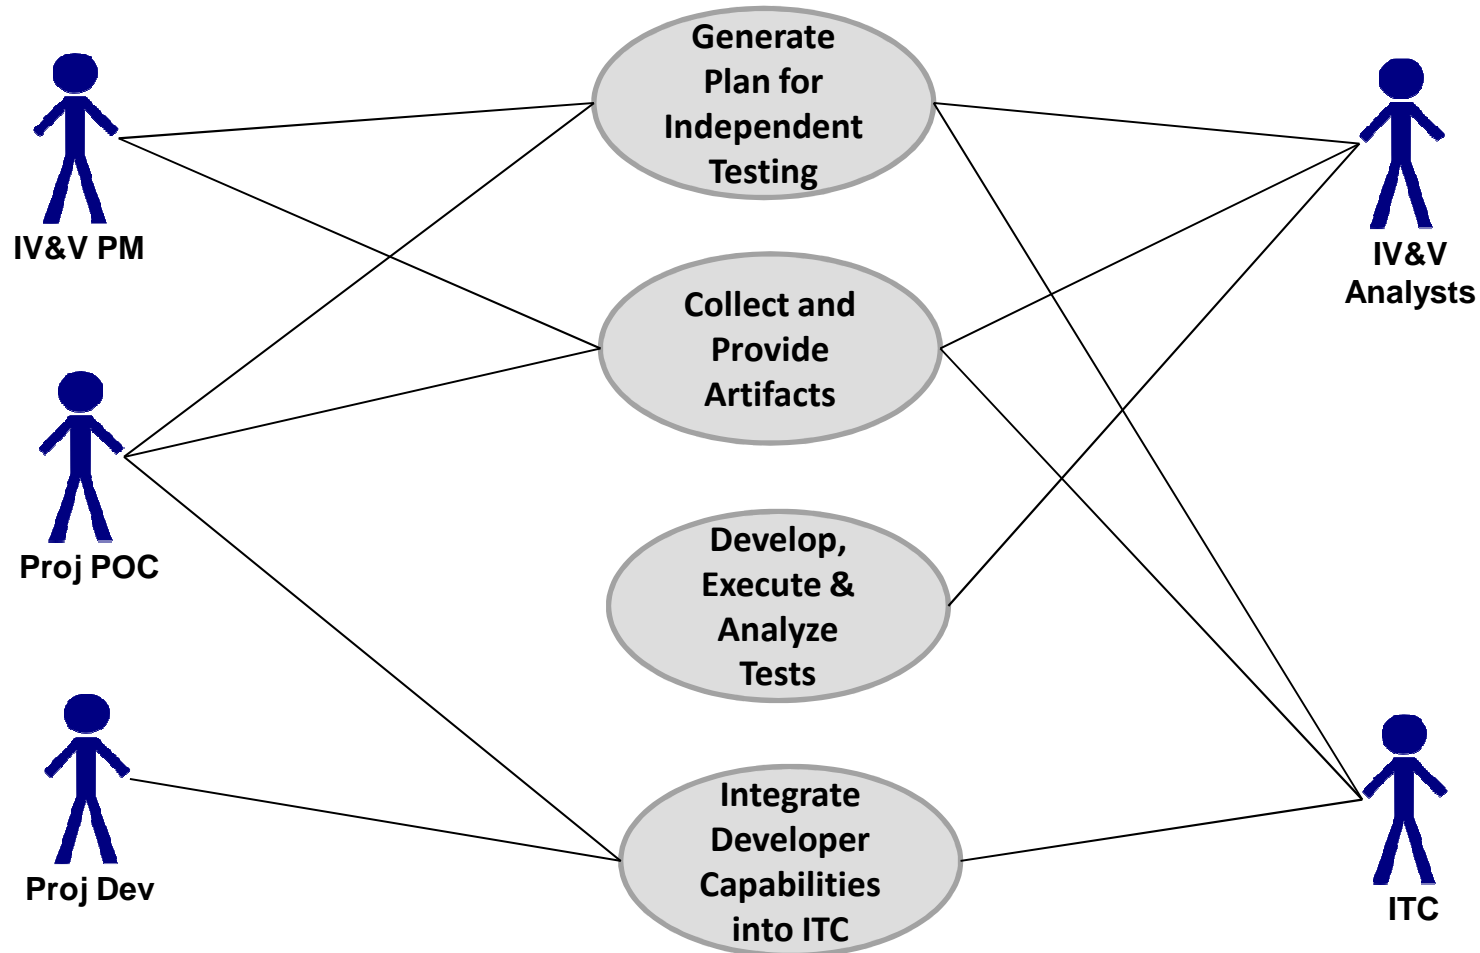 Generate
Plan for
Independent
Testing
IV&V PM
IV&V
Analysts
Collect and
Provide
Artifacts
Proj POC
Develop,
Execute &
Analyze
Tests
Proj Dev
Integrate
Developer
Capabilities
into ITC
ITC